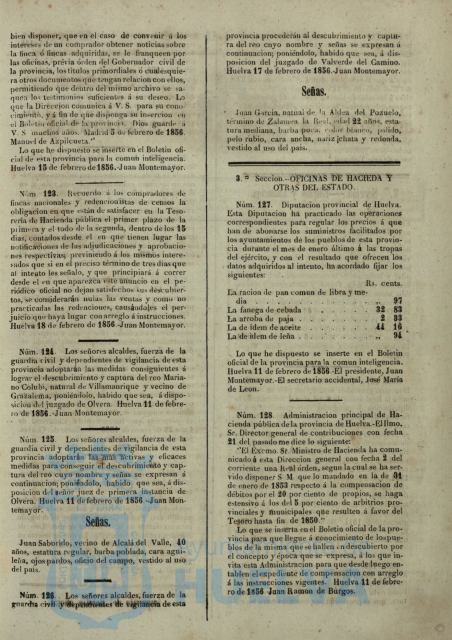 bien disponer, que en el caso de convenir á los
intereses de un comprador obtener noticias sobre
la finca ó fincas adquiridas, se le franqueen por
las oficinas, prévia órden del Gobernador civil de
la provincia, los titulos primordiales ó cualesquie-
ra otros documentos que tengan relacion con ellos,
permitiendo que dentro del mismo archivo se sa-
quen los testimonios suficientes á su deseo. Lo
que la Direccion comunica á V. S. para su cono-
cimiento, y á fin de que disponga su insercion en
el Boletin oficial de la provincia. Dios guarde á
V. S. muchos años. Madrid 5 de febrero de 1856.
Manuel de Azpilcueta."
Lo que he dispuesto se inserte en el Boletin ofi-
cial de esta provincia para la comun inteligencia.
Huelva 15 de febrero de 1856.-Juan Montemayor.
Núm. 123. Recuerdo á los compradores de
fincas nacionales y redencionistas de censos la
obligacion en que están de satisfacer en la Teso-
rería de Hacienda pública el primer plazo de la
primera y el todo de la segunda, dentro de los 15
dias, contados desde el en que tienen lugar las
notificaciones de las adjudicaciones y aprobacio-
nes respectivas; previniendo á los mismos intere-
sados que si en el preciso término de tres dias que
al intento les señalo, y que principiará á correr
desde el en que aparezca este anuncio en el pe-
riódico oficial no dejan satisfechos sus descubier-
tos, se considerarán nulas las ventas y como no
practicadas las redenciones, causándoles el per-
juicio que haya lugar con arreglo á instrucciones.
Huelva 18 de febrero de 1856.-Juan Montemayor.
Núm. 124. Los señores alcaldes, fuerza de la
guardia civil y dependientes de vigilancia de esta
provincia adoptarán las medidas consiguientes á
lograr el descubrimiento y captura del reo Maria-
no Colubi, natural de Villamanrique y vecino de
Grazalema, poniéndolo, habido que sea, á dispo-
sicion del juzgado de Olvera. Huelva 11 de febre-
ro de 1856.-Juan Montemayor.
Núm. 125. Los señores alcaldes, fuerza de la
guardia civil y dependientes de vigilancia de esta
provincia adoptarán las mas activas y eficaces
medidas para conseguir el descubrimiento y cap-
tura del reo cuyo nombre y señas se expresan á
continuacion; poniéndolo, habido que sea, á dis-
posicion del señor juez de primera instancia de
Olvera. Huelva 11 de febrero de 1856.-Juan Mon-
temayor.
Señas.
Juan Saborido, vecino de Alcalá del Valle, 40
años, estatura regular, barba poblada, cara agui-
leña, ojos pardos, oficio del campo, vestido al uso
del pais.
Núm. 126. Los señores alcaldes, fuerza de la
guardia civil y dependientes de vigilancia de esta
provincia procederán al descubrimiento y captu-
ra del reo cuyo nombre y señas se expresan á
continuacion; poniéndolo, habido que sea, á dis-
posicion del juzgado de Valverde del Camino.
Huelva 17 de febrero de 1856.-Juan Montemayor.
Señas.
Juan Garcia, natural de la Aldea del Pozuelo,
término de Zalamea la Real, edad 22 años, esta-
tura mediana, barba poca, color blanco, pálido,
pelo rubio, cara ancha, nariz chata y redonda,
vestido al uso del pais.
3.ª Seccion.-OFICINAS DE HACIEDA Y
OTRAS DEL ESTADO.
Núm. 127. Diputacion provincial de Huelva.
Esta Diputacion ha practicado las operaciones
correspondientes para regular los precios á que
han de abonarse los suministros facilitados por
los ayuntamientos de los pueblos de esta provin-
cia durante el mes de enero último á las tropas
del ejército, y con el resultado que ofrecen los
datos adquiridos al intento, ha acordado fijar los
siguientes:
Rs. cents.
La racion de pan comun de libra y me-
dia . . . . . . „ 97
La fanega de cebada . . . . 32 83
La arroba de paja . . . . . 2 33
La de idem de aceite . . . . 44 16
La de idem de leña . . . . „ 94
Lo que he dispuesto se inserte en el Boletin
oficial de la provincia para la comun inteligencia.
Huelva 11 de febrero de 1856.-El presidente, Juan
Montemayor.-El secretario accidental, José María
de Leon.
Núm. 128. Administracion principal de Ha-
cienda pública de la provincia de Huelva.-El Ilmo.
Sr. Director general de contribuciones con fecha
21 del pasado me dice lo siguiente:
"El Excmo. Sr. Ministro de Hacienda ha comu-
nicado á esta Direccion general con fecha 2 del
corriente una Real órden, segun la cual se ha ser-
vido disponer S. M. que lo mandado en la de 31
de enero de 1853 respecto á la compensacion de
débitos por el 20 por ciento de propios, se haga
estensivo á los del 5 por ciento de arbitrios pro-
vinciales y municipales que resulten á favor del
Tesoro hasta fin de 1850."
Lo que se inserta en el Boletin oficial de la pro-
vincia para que llegue á conocimiento de los pue-
blos de la misma que se hallen en descubierto por
el concepto y época que se expresa, á los que in-
vita esta Administracion para que desde luego en-
tablen el expediente de compensacion con arreglo
á las instrucciones vigentes. Huelva 11 de febre-
ro de 1856 Juan Ramon de Burgos.
HUELVA